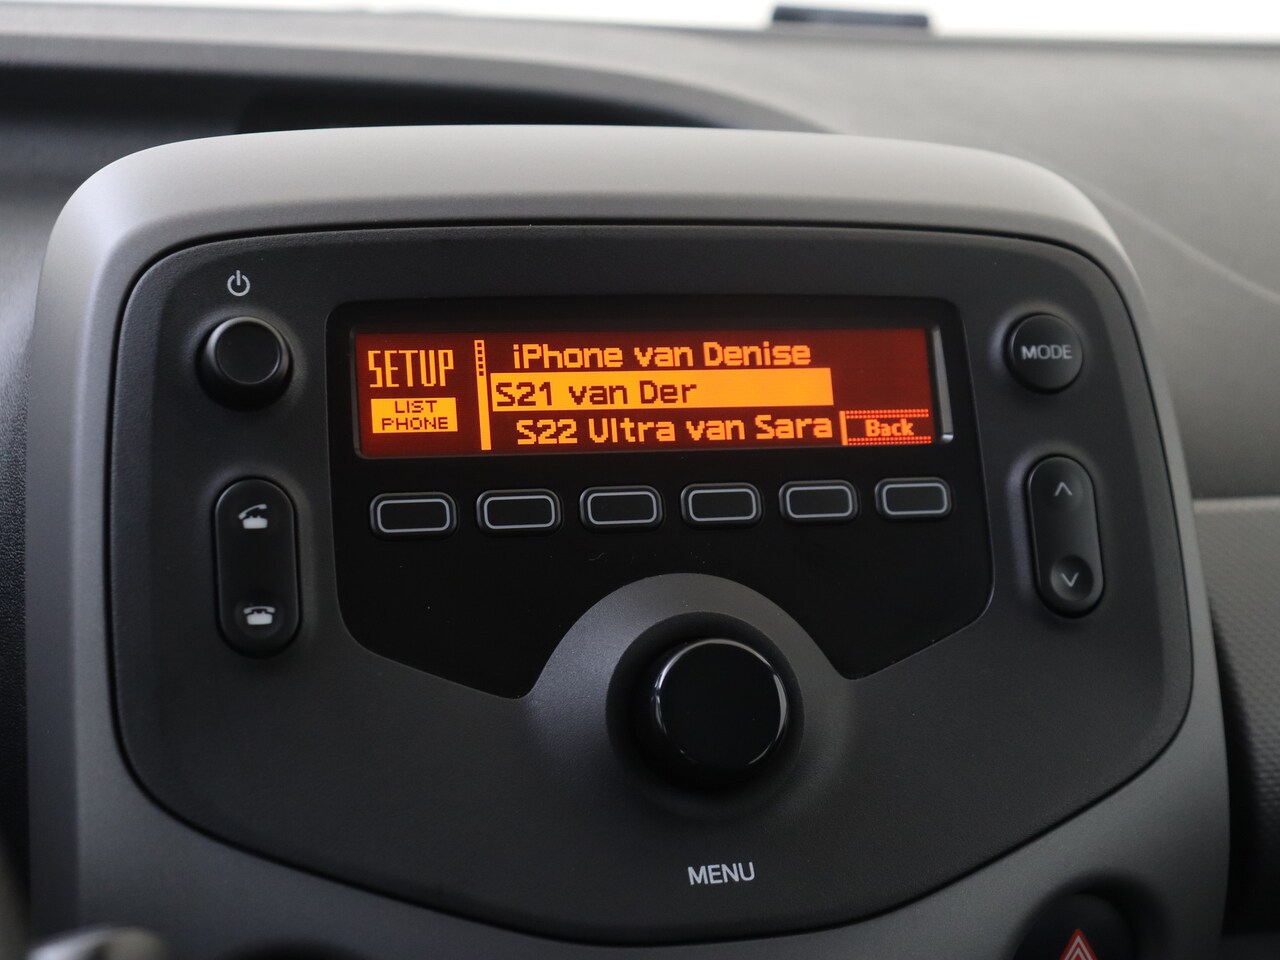 SETUP
LIST
PHONE
iPhone van Denise
S21 van Der
S22 Ultra van Sara
Back
MODE
MENU